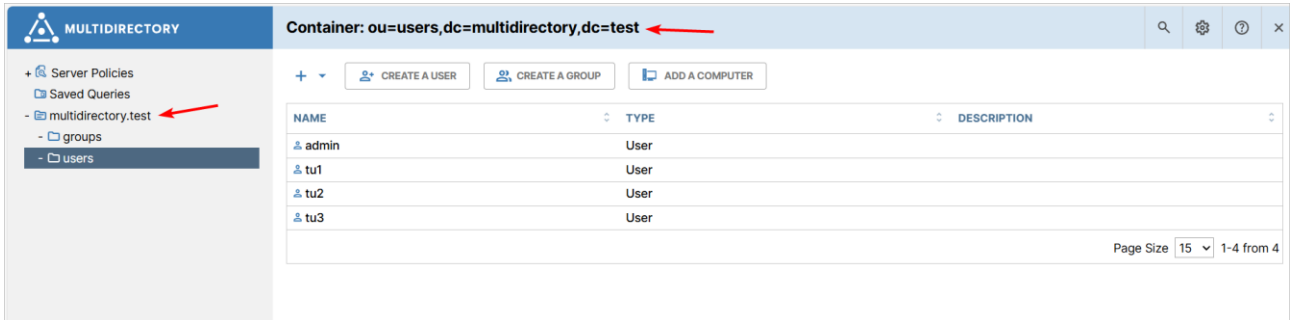 MULTIDIRECTORY
Container: ou=users,dc=multidirectory,dc=test
+ Server Policies
Saved Queries
- multidirectory.test
- groups
- users
+ CREATE A USER CREATE A GROUP ADD A COMPUTER
NAME TYPE DESCRIPTION
admin User
tu1 User
tu2 User
tu3 User
Page Size 15 1-4 from 4